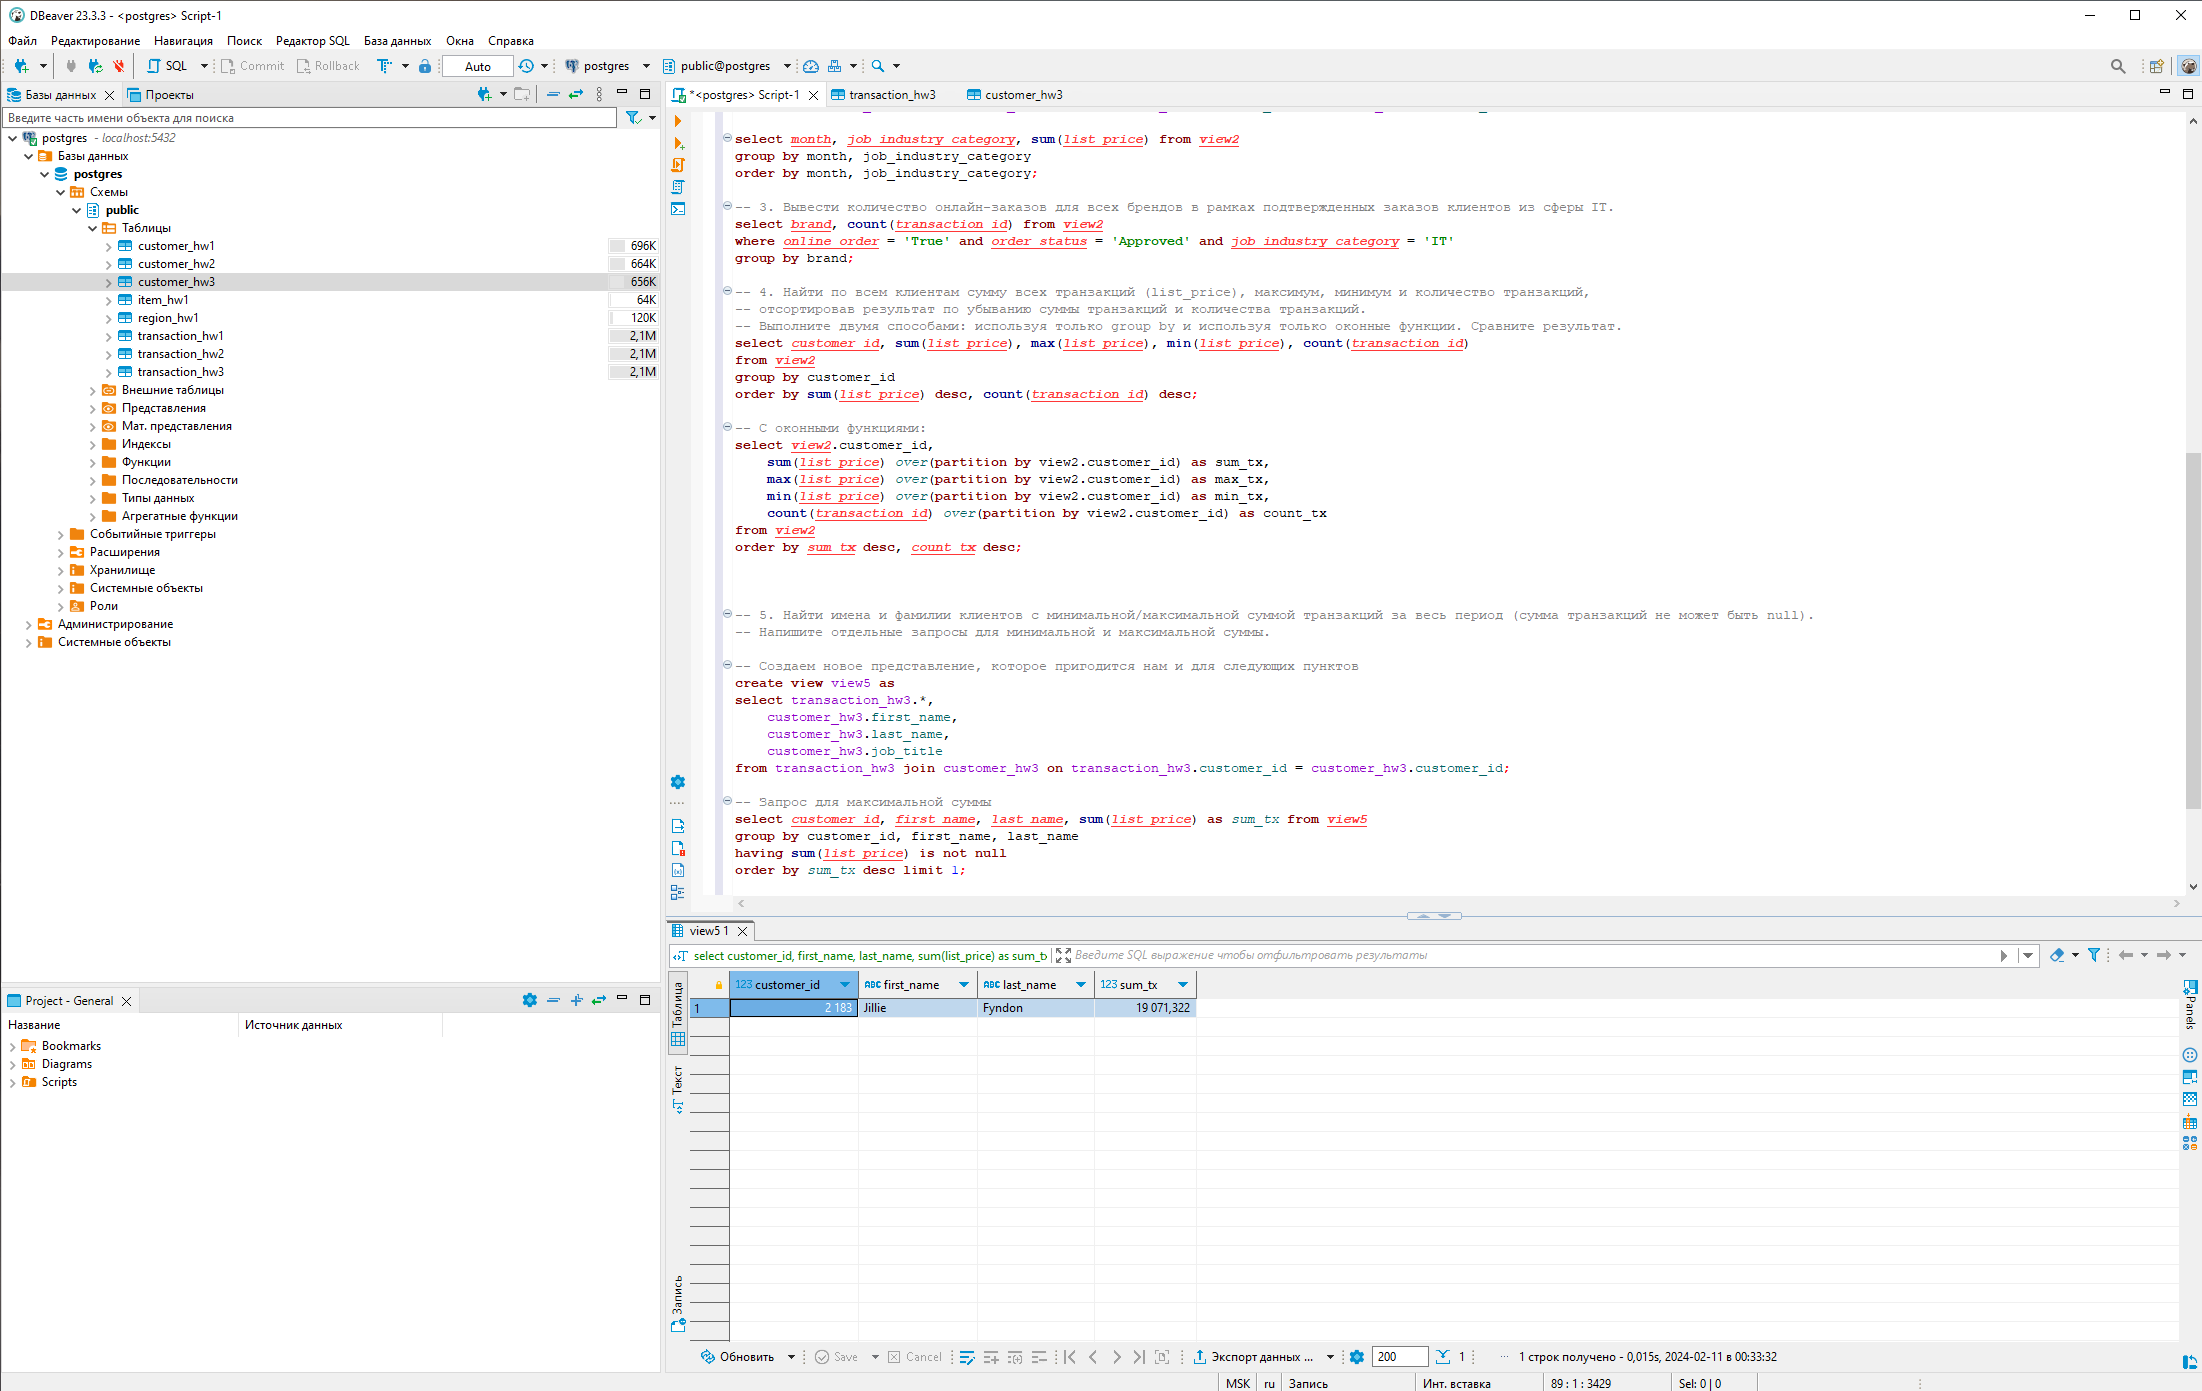 DBeaver 23.3.3 - <postgres> Script-1
Файл Редактирование Навигация Поиск Редактор SQL База данных Окна Справка
SQL Commit Rollback Auto postgres public@postgres
Базы данных Проекты
Введите часть имени объекта для поиска
postgres - localhost:5432
Базы данных
postgres
Схемы
public
Таблицы
customer_hw1 696K
customer_hw2 664K
customer_hw3 656K
item_hw1 64K
region_hw1 120K
transaction_hw1 2,1M
transaction_hw2 2,1M
transaction_hw3 2,1M
Внешние таблицы
Представления
Мат. представления
Индексы
Функции
Последовательности
Типы данных
Агрегатные функции
Событийные триггеры
Расширения
Хранилище
Системные объекты
Роли
Администрирование
Системные объекты
Project - General
Название Источник данных
Bookmarks
Diagrams
Scripts
*<postgres> Script-1 transaction_hw3 customer_hw3
select month, job_industry_category, sum(list_price) from view2
group by month, job_industry_category
order by month, job_industry_category;
-- 3. Вывести количество онлайн-заказов для всех брендов в рамках подтвержденных заказов клиентов из сферы IT.
select brand, count(transaction_id) from view2
where online_order = 'True' and order_status = 'Approved' and job_industry_category = 'IT'
group by brand;
-- 4. Найти по всем клиентам сумму всех транзакций (list_price), максимум, минимум и количество транзакций,
-- отсортировав результат по убыванию суммы транзакций и количества транзакций.
-- Выполните двумя способами: используя только group by и используя только оконные функции. Сравните результат.
select customer_id, sum(list_price), max(list_price), min(list_price), count(transaction_id)
from view2
group by customer_id
order by sum(list_price) desc, count(transaction_id) desc;
-- С оконными функциями:
select view2.customer_id,
sum(list_price) over(partition by view2.customer_id) as sum_tx,
max(list_price) over(partition by view2.customer_id) as max_tx,
min(list_price) over(partition by view2.customer_id) as min_tx,
count(transaction_id) over(partition by view2.customer_id) as count_tx
from view2
order by sum_tx desc, count_tx desc;
-- 5. Найти имена и фамилии клиентов с минимальной/максимальной суммой транзакций за весь период (сумма транзакций не может быть null).
-- Напишите отдельные запросы для минимальной и максимальной суммы.
-- Создаем новое представление, которое пригодится нам и для следующих пунктов
create view view5 as
select transaction_hw3.*,
customer_hw3.first_name,
customer_hw3.last_name,
customer_hw3.job_title
from transaction_hw3 join customer_hw3 on transaction_hw3.customer_id = customer_hw3.customer_id;
-- Запрос для максимальной суммы
select customer_id, first_name, last_name, sum(list_price) as sum_tx from view5
group by customer_id, first_name, last_name
having sum(list_price) is not null
order by sum_tx desc limit 1;
view5 1
select customer_id, first_name, last_name, sum(list_price) as sum_tx Введите SQL выражение чтобы отфильтровать результаты
Таблица
Текст
Запись
Panels
123 customer_id ABC first_name ABC last_name 123 sum_tx
1 2 183 Jillie Fyndon 19 071,322
Обновить Save Cancel Экспорт данных ... 200 1 ... 1 строк получено - 0,015s, 2024-02-11 в 00:33:32
MSK ru Запись Инт. вставка 89 : 1 : 3429 Sel: 0 | 0